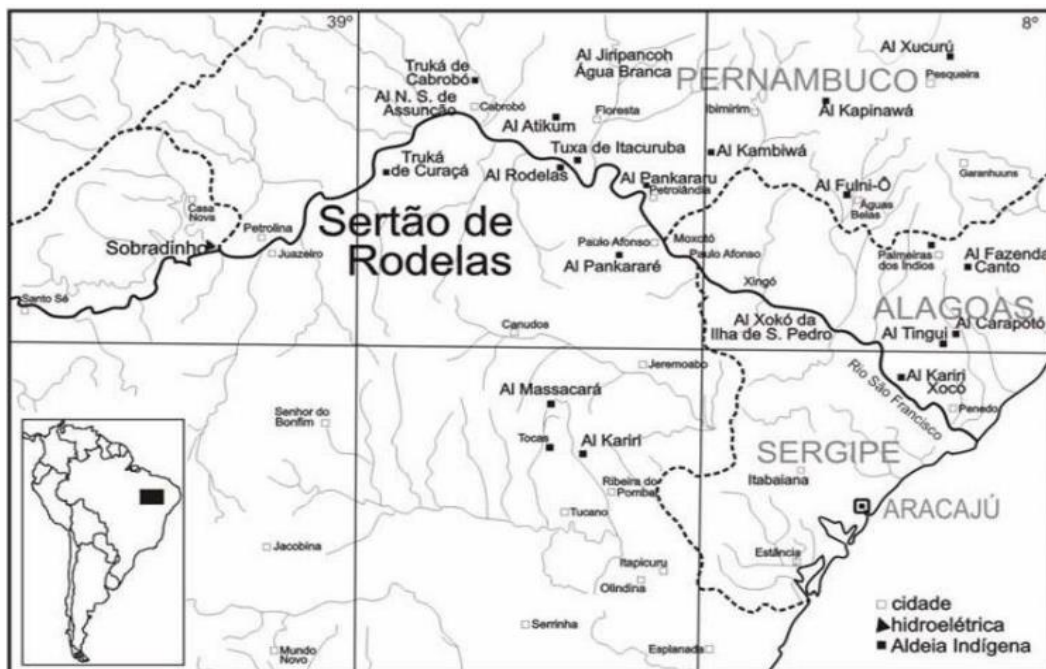 39º
8º
Al Xucurú
Al Jiripancoh
Água Branca
PERNAMBUCO
Pesqueira
Truká
de Cabrobó
Al N. S. de
Assunção
Cabrobó
Floresta
Ibimirim
Al Kapinawá
Al Atikum
Tuxa de Itacuruba
Al Kambiwá
Truká
de Curaçá
Al Rodelas
Al Pankararu
Petrolândia
Al Fulni-Ô
Águas
Belas
Garanhuuns
Casa
Nova
Petrolina
Sertão de
Rodelas
Sobradinho
Juazeiro
Paulo Afonso
Moxotó
Paulo Afonso
Al Pankararé
Palmeiras
dos Índios
Al Fazenda
Canto
Santo Sé
Xingó
ALAGOAS
Canudos
Al Xokó da
Ilha de S. Pedro
Al Carapotó
Al Tingui
Jeremoabo
Rio São Francisco
Al Kariri
Xocó
Penedo
Al Massacará
Senhor do
Bonfim
Tocas
Al Kariri
SERGIPE
Itabaiana
Ribeira do
Pombal
Tucano
ARACAJÚ
Jacobina
Itapicuru
Olindina
Estância
Serrinha
Mundo
Novo
Esplanada
cidade
hidroelétrica
Aldeia Indígena